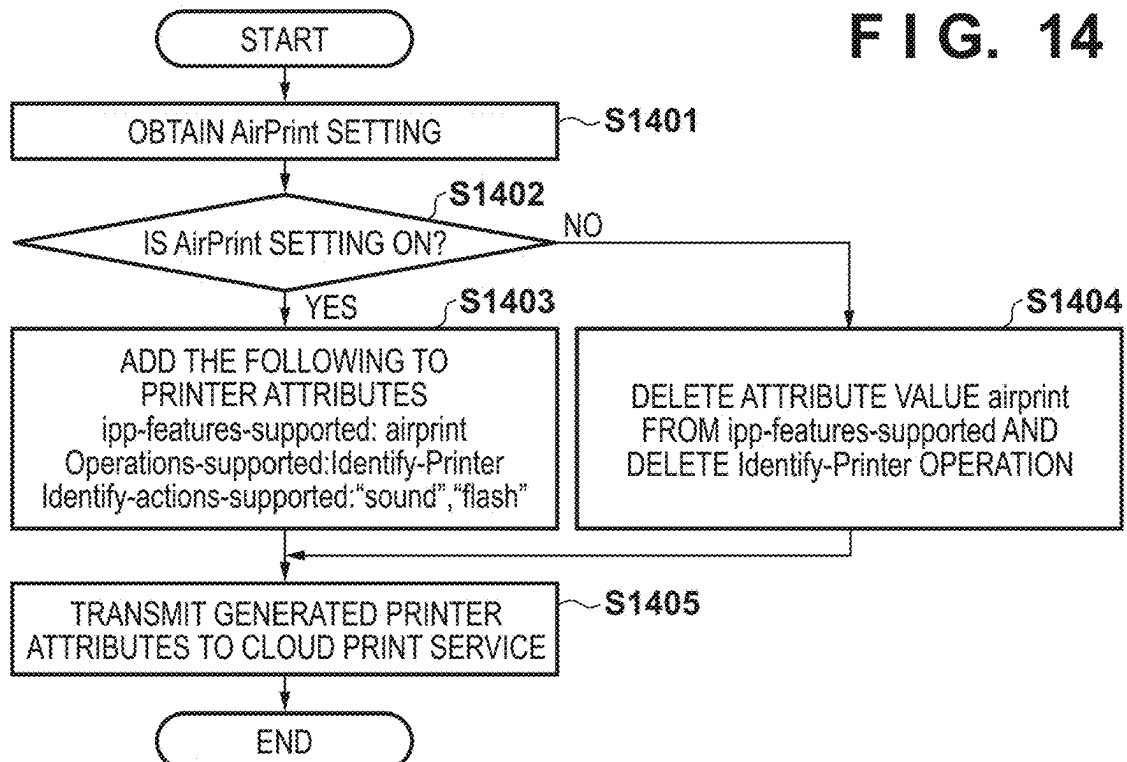 FIG. 14
START
OBTAIN AirPrint SETTING
S1401
S1402
IS AirPrint SETTING ON?
NO
YES
S1403
ADD THE FOLLOWING TO
PRINTER ATTRIBUTES
ipp-features-supported: airprint
Operations-supported:Identify-Printer
Identify-actions-supported:“sound”,“flash”
S1404
DELETE ATTRIBUTE VALUE airprint
FROM ipp-features-supported AND
DELETE Identify-Printer OPERATION
TRANSMIT GENERATED PRINTER
ATTRIBUTES TO CLOUD PRINT SERVICE
S1405
END